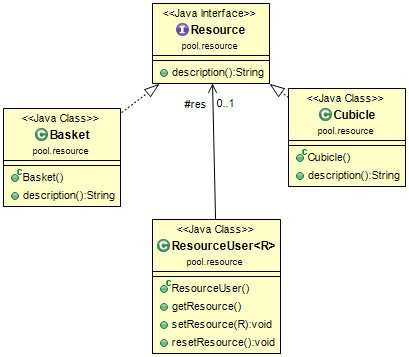 <<Java Interface>>
I Resource
pool.resource
description():String
<<Java Class>>
C Basket
pool.resource
C Basket()
description():String
#res 0..1
<<Java Class>>
C Cubicle
pool.resource
C Cubicle()
description():String
<<Java Class>>
C ResourceUser<R>
pool.resource
C ResourceUser()
getResource()
setResource(R):void
resetResource():void